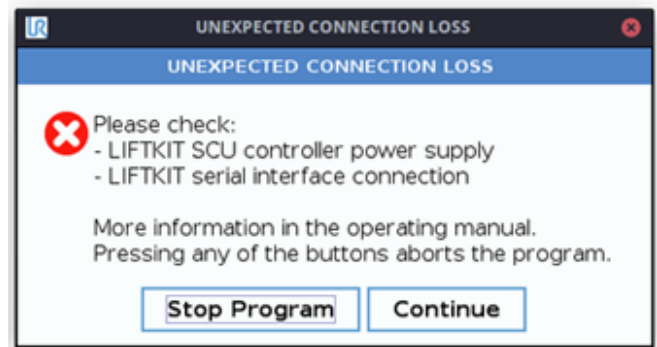 UR
UNEXPECTED CONNECTION LOSS
UNEXPECTED CONNECTION LOSS
Please check:
- LIFTKIT SCU controller power supply
- LIFTKIT serial interface connection
More information in the operating manual.
Pressing any of the buttons aborts the program.
Stop Program Continue